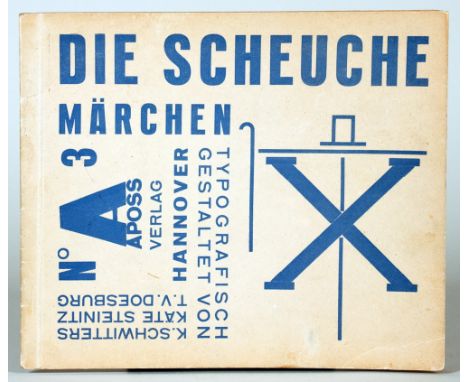 DIE SCHEUCHE
MÄRCHEN
Nº A 3
APOSS
VERLAG
HANNOVER
TYPOGRAFISCH
GESTALTET VON
K. SCHWITTERS
KÄTE STEINITZ
T.V. DOESBURG
X